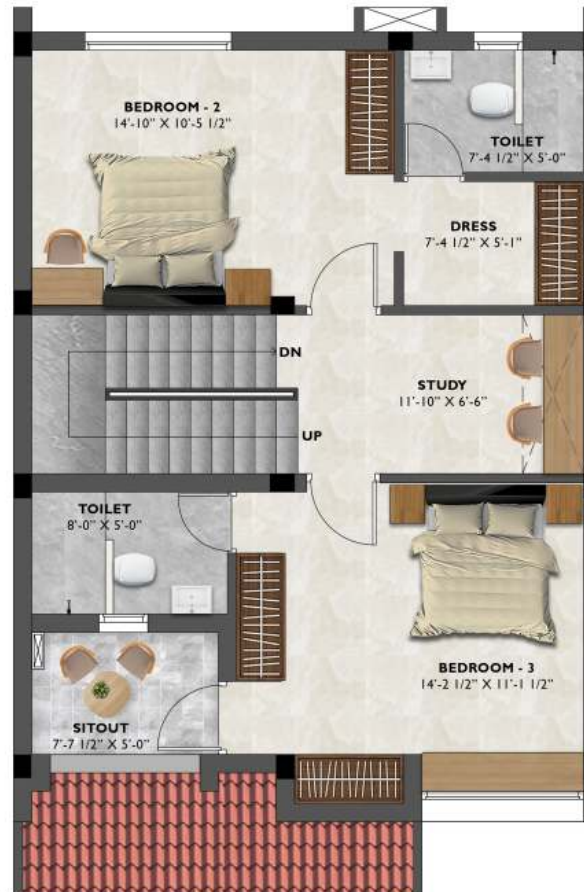 BEDROOM - 2
14'-10" X 10'-5 1/2"
TOILET
7'-4 1/2" X 5'-0"
DRESS
7'-4 1/2" X 5'-1"
DN
STUDY
11'-10" X 6'-6"
UP
TOILET
8'-0" X 5'-0"
BEDROOM - 3
14'-2 1/2" X 11'-1 1/2"
SITOUT
7'-7 1/2" X 5'-0"